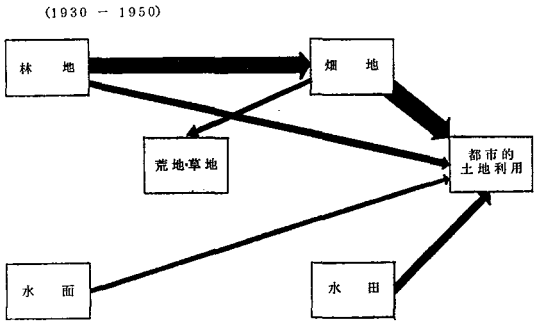 (1930 － 1950)
林地
畑地
荒地・草地
都市的
土地利用
水面
水田